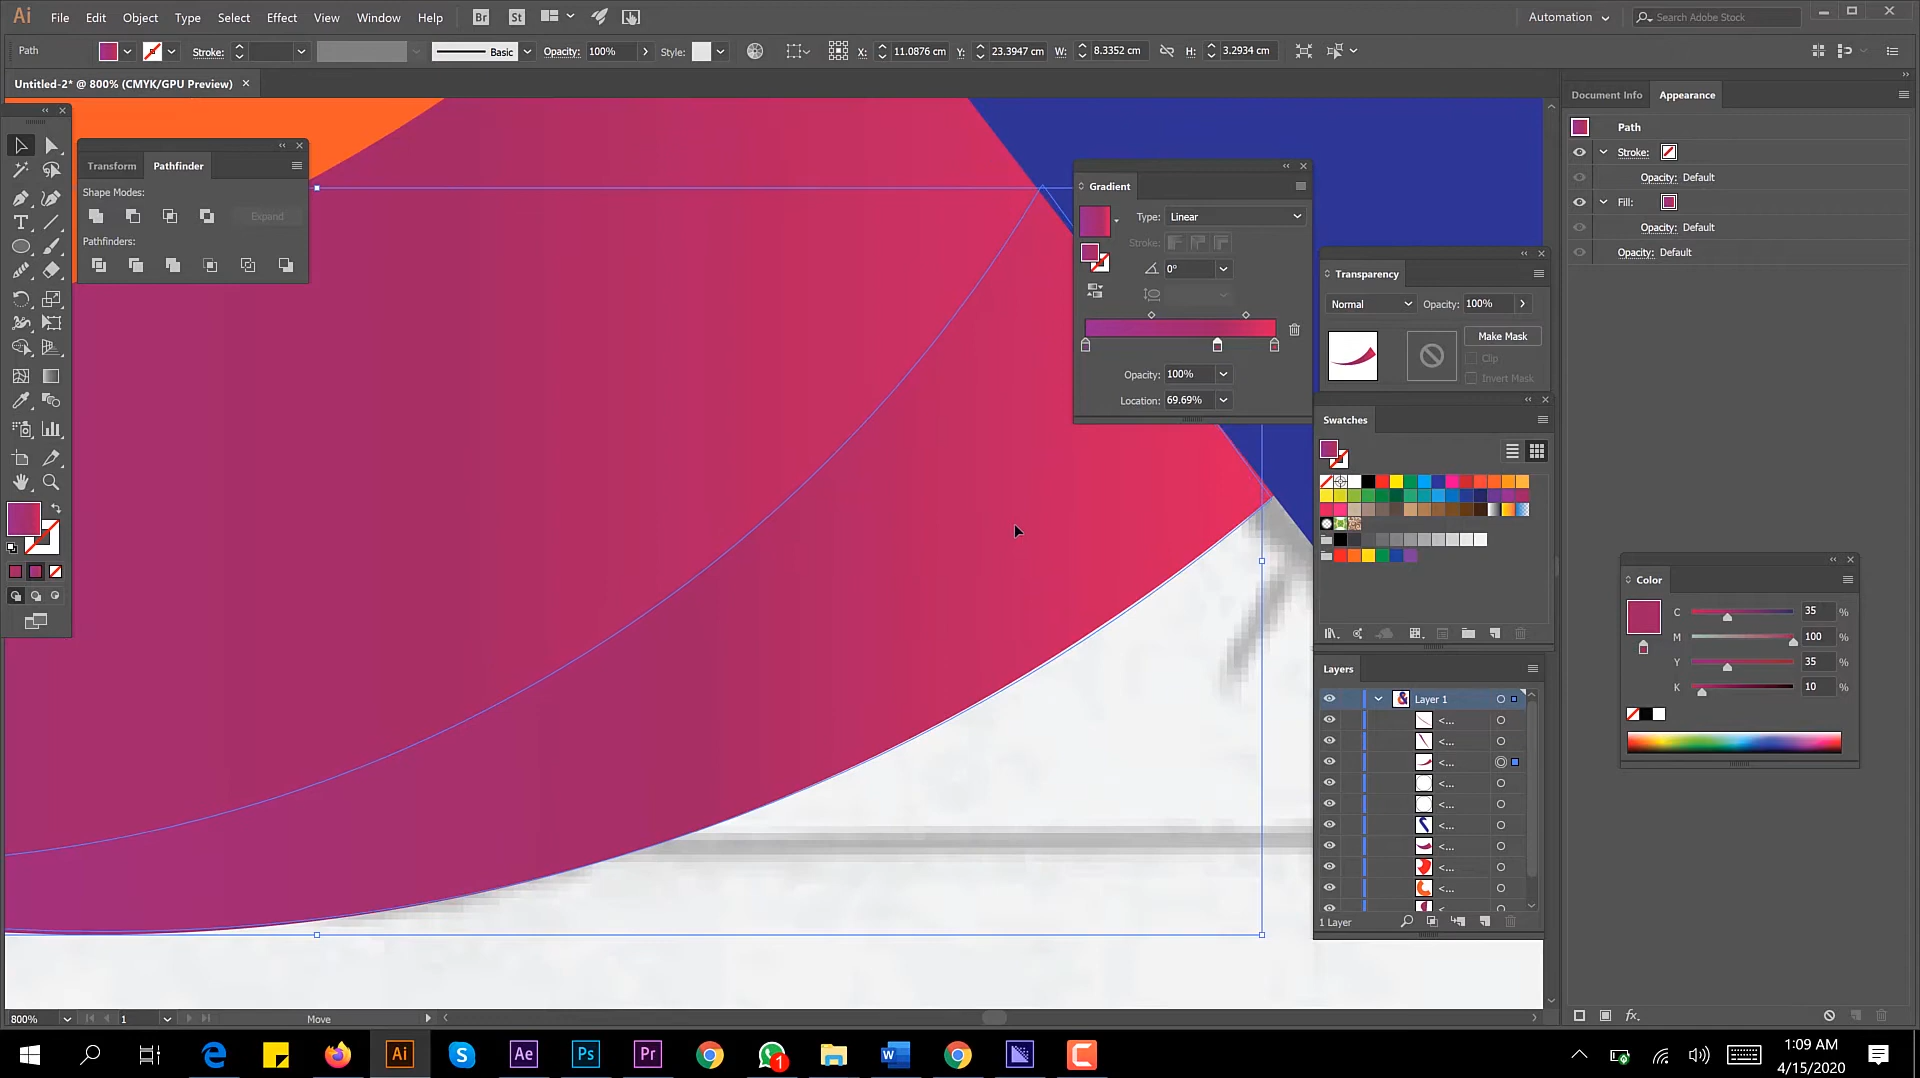 Ai File Edit Object Type Select Effect View Window Help Br St Automation Search Adobe Stock
Path Stroke: Basic Opacity: 100% Style: X: 11.0876 cm Y: 23.3947 cm W: 8.3352 cm H: 3.2934 cm
Untitled-2* @ 800% (CMYK/GPU Preview)
Transform Pathfinder
Shape Modes:
Expand
Pathfinders:
Gradient
Type: Linear
Stroke:
0°
Opacity: 100%
Location: 69.69%
Transparency
Normal Opacity: 100%
Make Mask
Clip
Invert Mask
Swatches
Layers
Layer 1
<...
<...
<...
<...
<...
<...
<...
<...
<...
1 Layer
Document Info Appearance
Path
Stroke:
Opacity: Default
Fill:
Opacity: Default
Opacity: Default
fx
Color
C 35 %
M 100 %
Y 35 %
K 10 %
800% 1 Move
Ai Ae Ps Pr 1 W
1:09 AM
4/15/2020